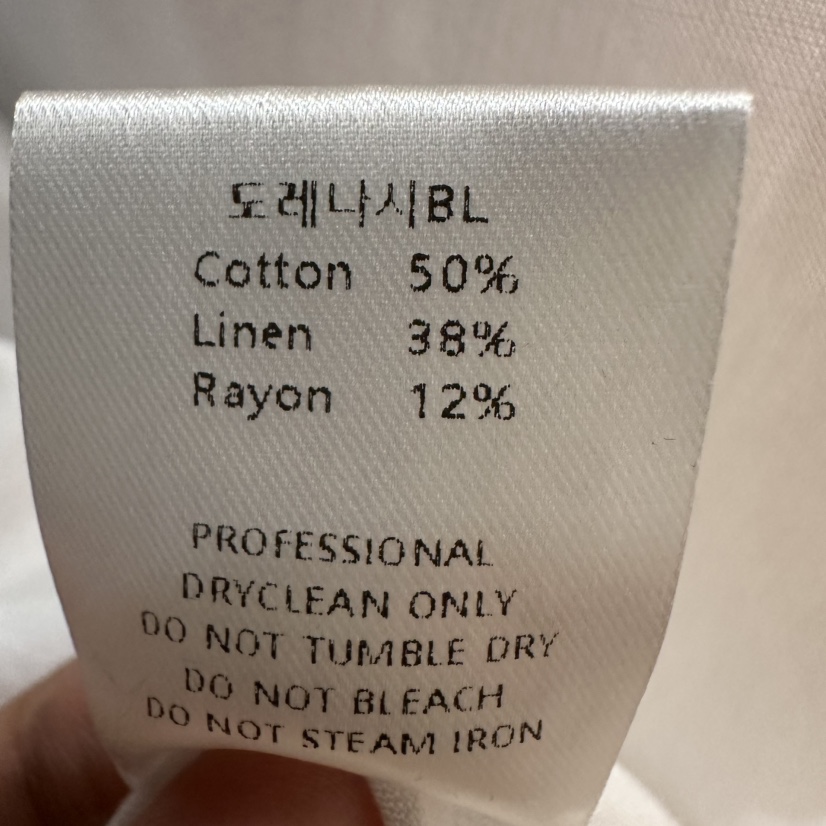 도레나시BL
Cotton 50%
Linen 38%
Rayon 12%
PROFESSIONAL
DRYCLEAN ONLY
DO NOT TUMBLE DRY
DO NOT BLEACH
DO NOT STEAM IRON